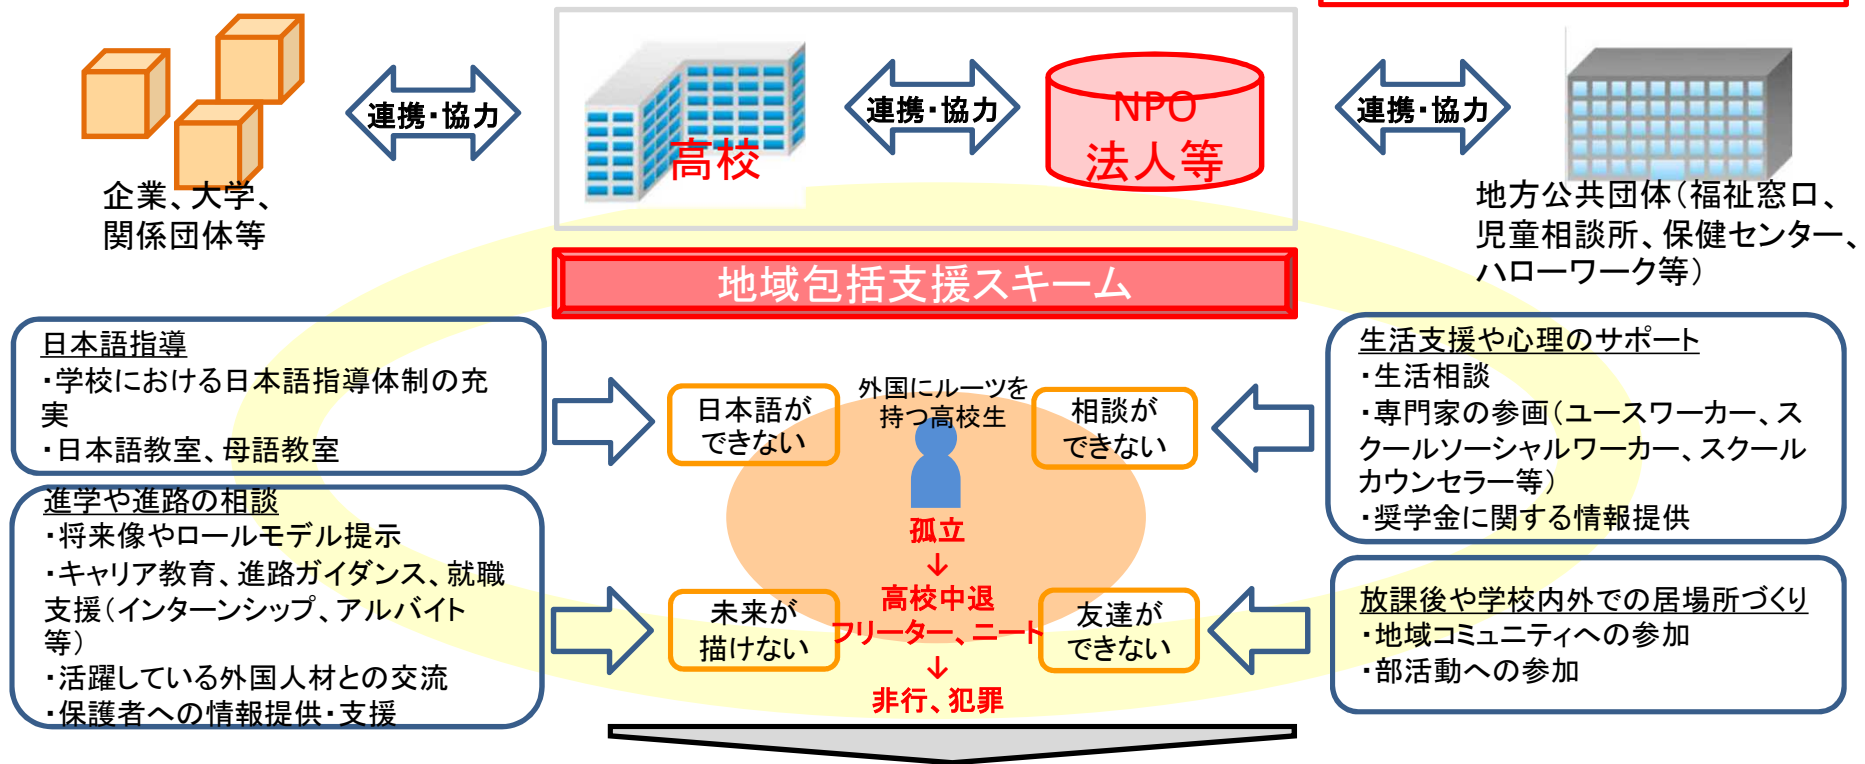 連携・協力
連携・協力
連携・協力
企業、大学、
関係団体等
高校
NPO
法人等
地方公共団体（福祉窓口、
児童相談所、保健センター、
ハローワーク等）
地域包括支援スキーム
日本語指導
・学校における日本語指導体制の充
実
・日本語教室、母語教室
進学や進路の相談
・将来像やロールモデル提示
・キャリア教育、進路ガイダンス、就職
支援（インターンシップ、アルバイト
等）
・活躍している外国人材との交流
・保護者への情報提供・支援
日本語が
できない
外国にルーツを
持つ高校生
相談が
できない
孤立
↓
高校中退
フリーター、ニート
↓
非行、犯罪
未来が
描けない
友達が
できない
生活支援や心理のサポート
・生活相談
・専門家の参画（ユースワーカー、ス
クールソーシャルワーカー、スクール
カウンセラー等）
・奨学金に関する情報提供
放課後や学校内外での居場所づくり
・地域コミュニティへの参加
・部活動への参加